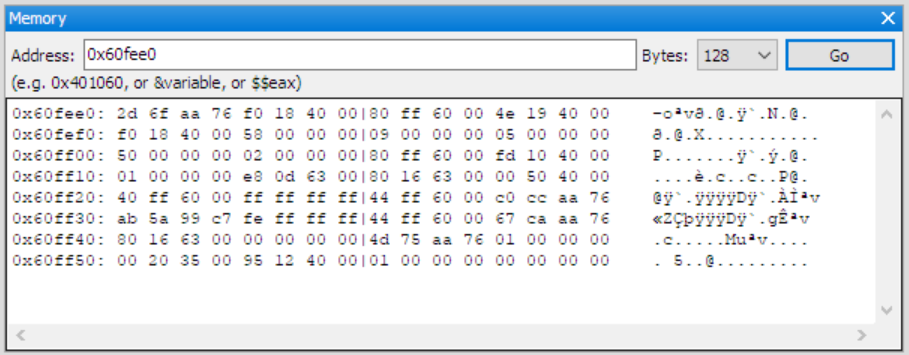 Memory
Address: 0x60fee0 Bytes: 128 Go
(e.g. 0x401060, or &variable, or $$eax)
0x60fee0: 2d 6f aa 76 f0 18 40 00|80 ff 60 00 4e 19 40 00 -oªvð.@.ÿ`.N.@.
0x60fef0: f0 18 40 00 58 00 00 00|09 00 00 00 05 00 00 00 ð.@.X...........
0x60ff00: 50 00 00 00 02 00 00 00|80 ff 60 00 fd 10 40 00 P.......ÿ`.ý.@.
0x60ff10: 01 00 00 00 e8 0d 63 00|80 16 63 00 00 50 40 00 ....è.c..c..P@.
0x60ff20: 40 ff 60 00 ff ff ff ff|44 ff 60 00 c0 cc aa 76 @ÿ`.ÿÿÿÿDÿ`.ÀÌªv
0x60ff30: ab 5a 99 c7 fe ff ff ff|44 ff 60 00 67 ca aa 76 «ZÇþÿÿÿDÿ`.gÊªv
0x60ff40: 80 16 63 00 00 00 00 00|4d 75 aa 76 01 00 00 00 .c.....Muªv....
0x60ff50: 00 20 35 00 95 12 40 00|01 00 00 00 00 00 00 00 . 5..@.........